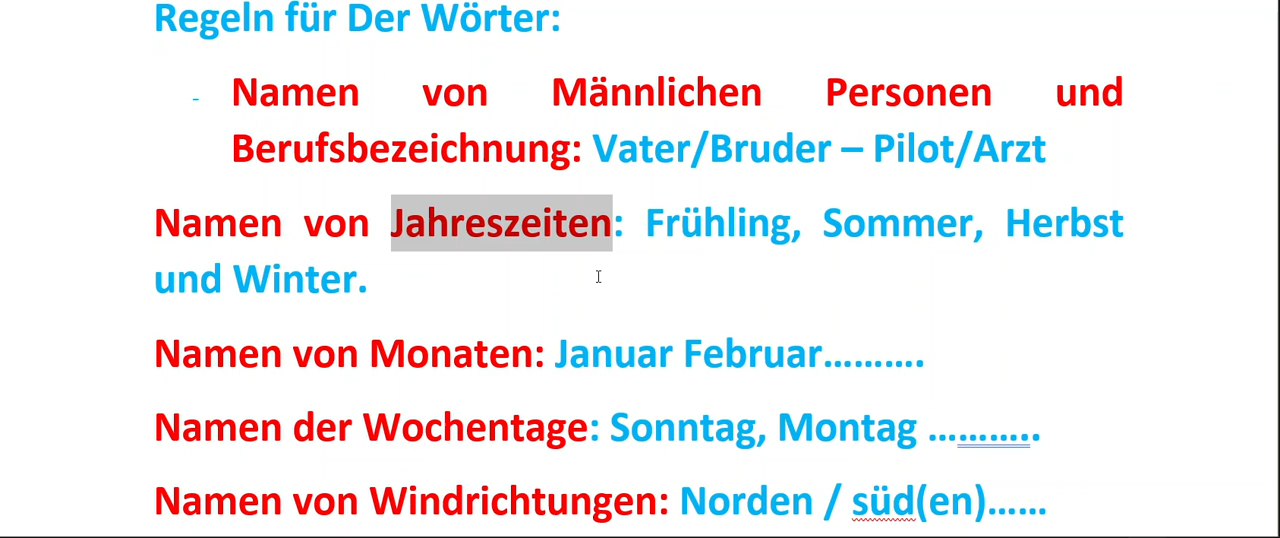 Regeln für Der Wörter:
- Namen von Männlichen Personen und
Berufsbezeichnung: Vater/Bruder – Pilot/Arzt
Namen von Jahreszeiten: Frühling, Sommer, Herbst
und Winter.
Namen von Monaten: Januar Februar……….
Namen der Wochentage: Sonntag, Montag …………
Namen von Windrichtungen: Norden / süd(en)……